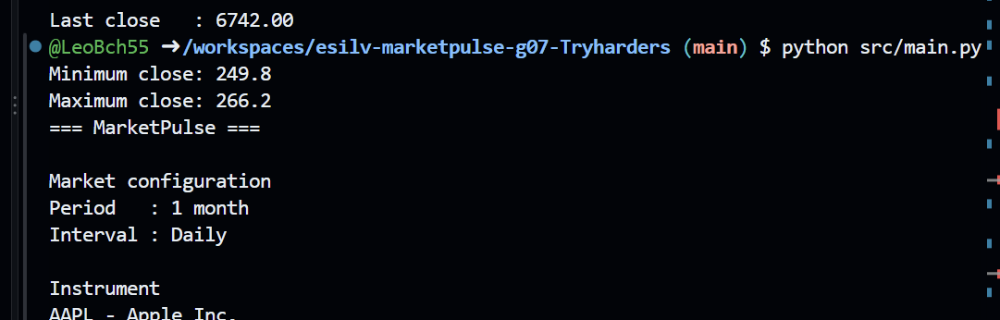 Last close   : 6742.00
@LeoBch55 ➜/workspaces/esilv-marketpulse-g07-Tryharders (main) $ python src/main.py
Minimum close: 249.8
Maximum close: 266.2
=== MarketPulse ===
Market configuration
Period   : 1 month
Interval : Daily
Instrument
AAPL - Apple Inc.